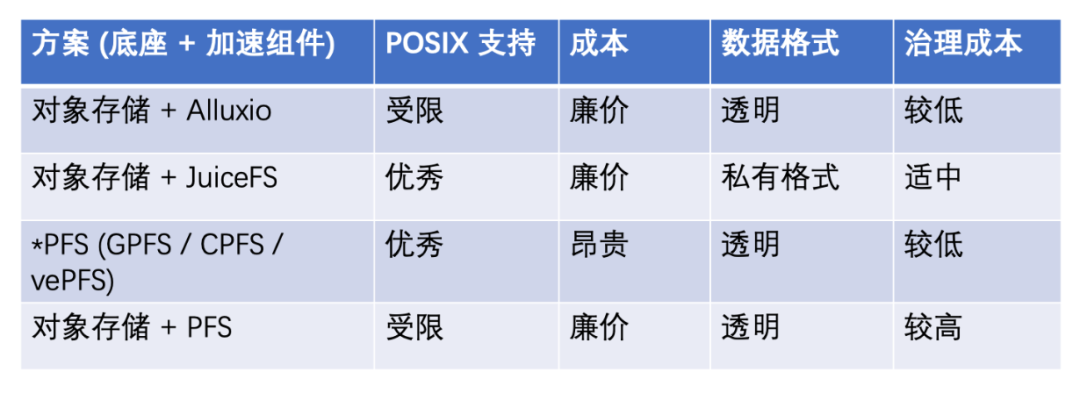 方案 (底座 + 加速组件) POSIX 支持 成本 数据格式 治理成本
对象存储 + Alluxio 受限 廉价 透明 较低
对象存储 + JuiceFS 优秀 廉价 私有格式 适中
*PFS (GPFS / CPFS / 优秀 昂贵 透明 较低
vePFS)
对象存储 + PFS 受限 廉价 透明 较高